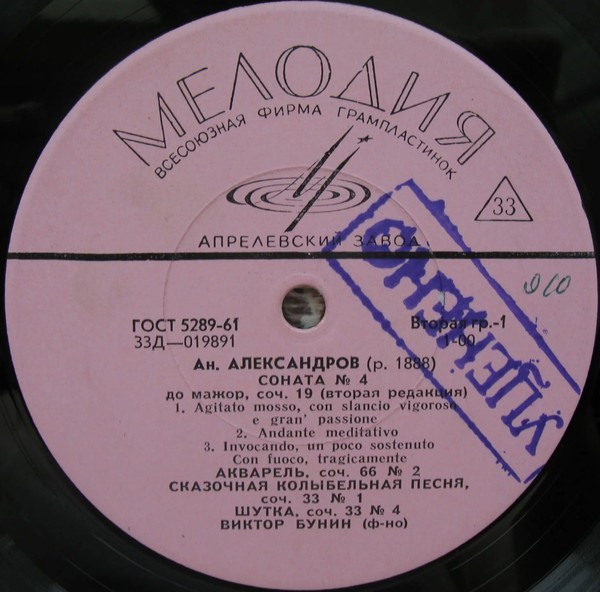 МЕЛОДИЯ
ВСЕСОЮЗНАЯ ФИРМА ГРАМПЛАСТИНОК
33
АПРЕЛЕВСКИЙ ЗАВОД
УЦЕНЕНО
910
ГОСТ 5289-61
Вторая гр.-1
33Д—019891
1-00
Ан. АЛЕКСАНДРОВ (р. 1888)
СОНАТА № 4
до мажор, соч. 19 (вторая редакция)
1. Agitato mosso, con slancio vigoroso
e gran' passione
2. Andante meditativo
3. Invocando, un poco sostenuto
Con fuoco, tragicamente
АКВАРЕЛЬ, соч. 66 № 2
СКАЗОЧНАЯ КОЛЫБЕЛЬНАЯ ПЕСНЯ,
соч. 33 № 1
ШУТКА, соч. 33 № 4
ВИКТОР БУНИН (ф-но)